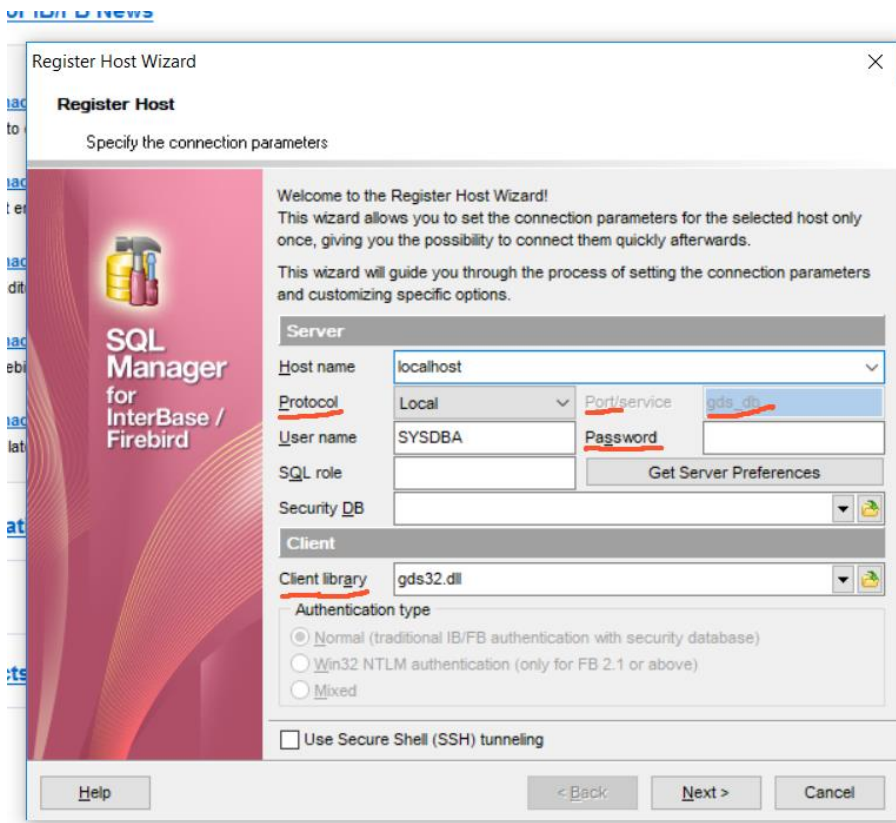 or IB/FB News
Register Host Wizard
Register Host
Specify the connection parameters
Welcome to the Register Host Wizard!
This wizard allows you to set the connection parameters for the selected host only
once, giving you the possibility to connect them quickly afterwards.
This wizard will guide you through the process of setting the connection parameters
and customizing specific options.
SQL
Manager
for
InterBase /
Firebird
Server
Host name localhost
Protocol Local Port/service gds_db
User name SYSDBA Password
SQL role Get Server Preferences
Security DB
Client
Client library gds32.dll
Authentication type
Normal (traditional IB/FB authentication with security database)
Win32 NTLM authentication (only for FB 2.1 or above)
Mixed
Use Secure Shell (SSH) tunneling
Help < Back Next > Cancel